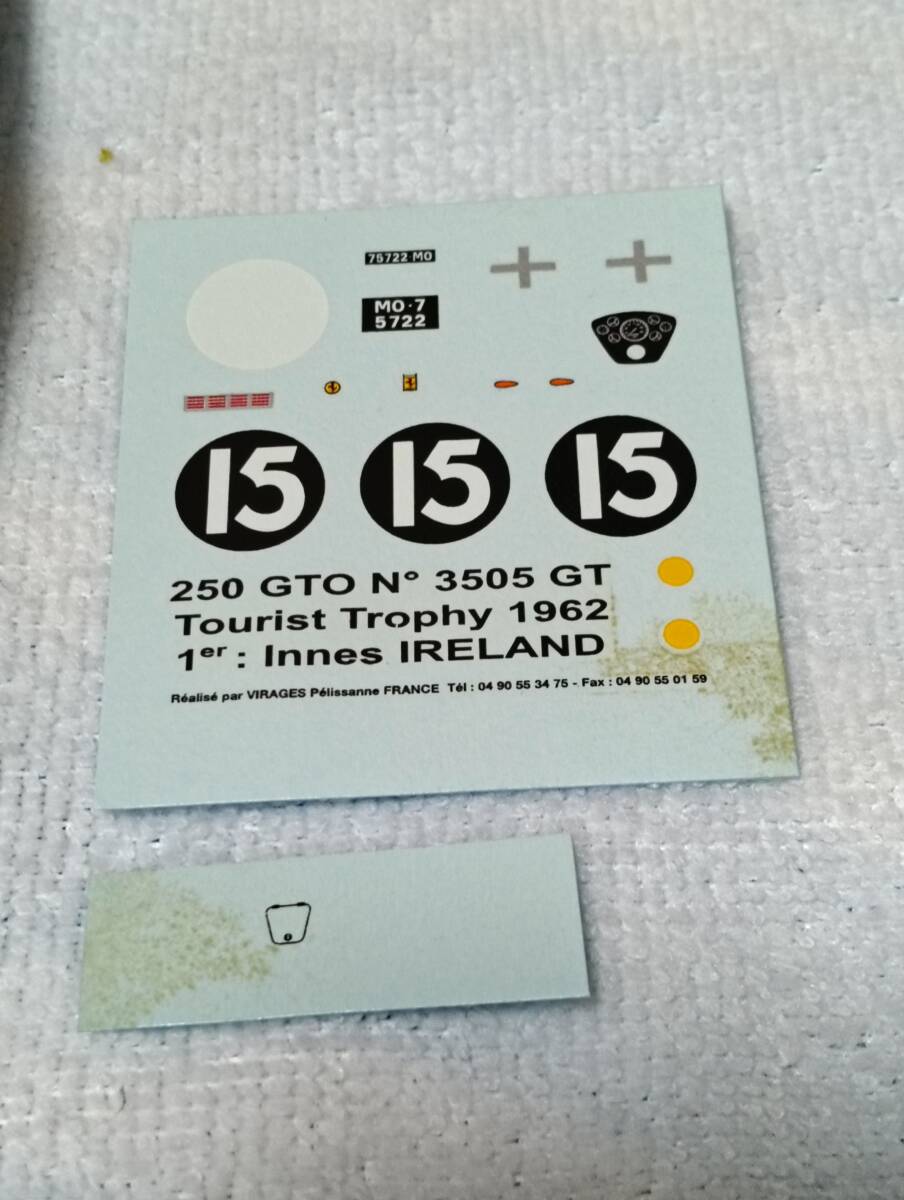 75722·MO
MO·7
5722
15 15 15
250 GTO N° 3505 GT
Tourist Trophy 1962
1er : Innes IRELAND
Réalisé par VIRAGES Pélissanne FRANCE Tél : 04 90 55 34 75 - Fax : 04 90 55 01 59